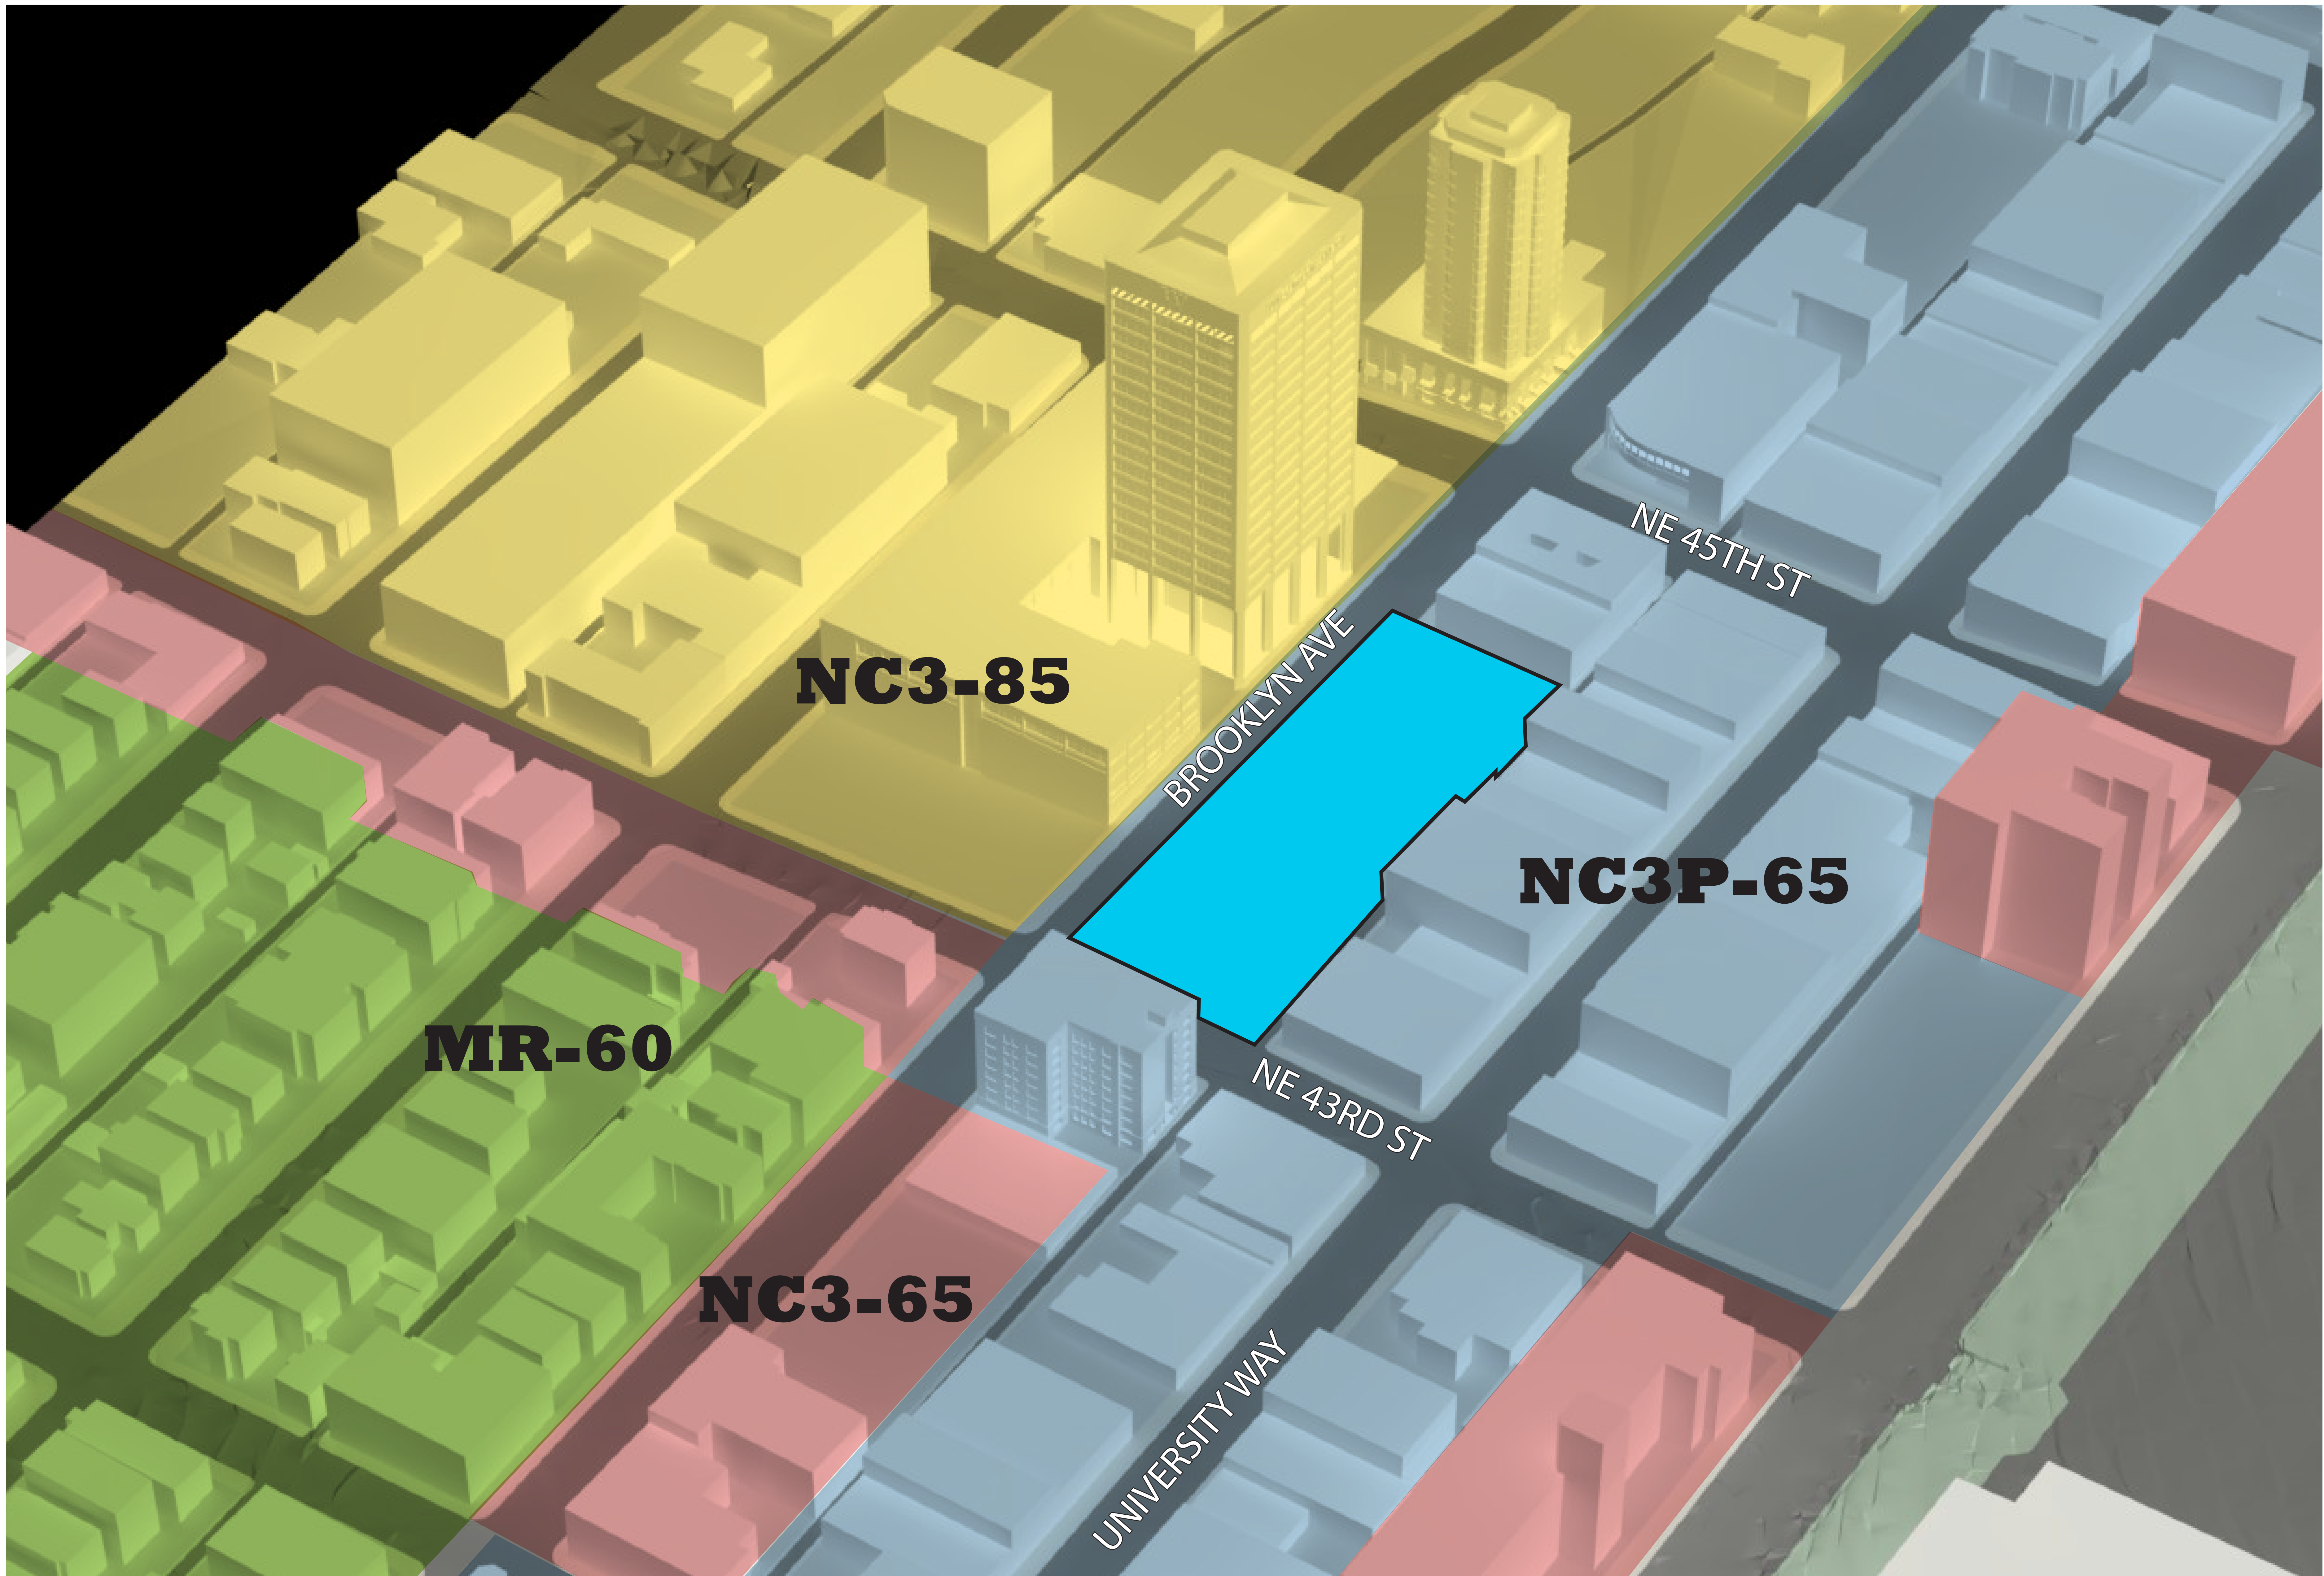 NE 45TH ST
BROOKLYN AVE
NC3-85
NC3P-65
MR-60
NE 43RD ST
NC3-65
UNIVERSITY WAY